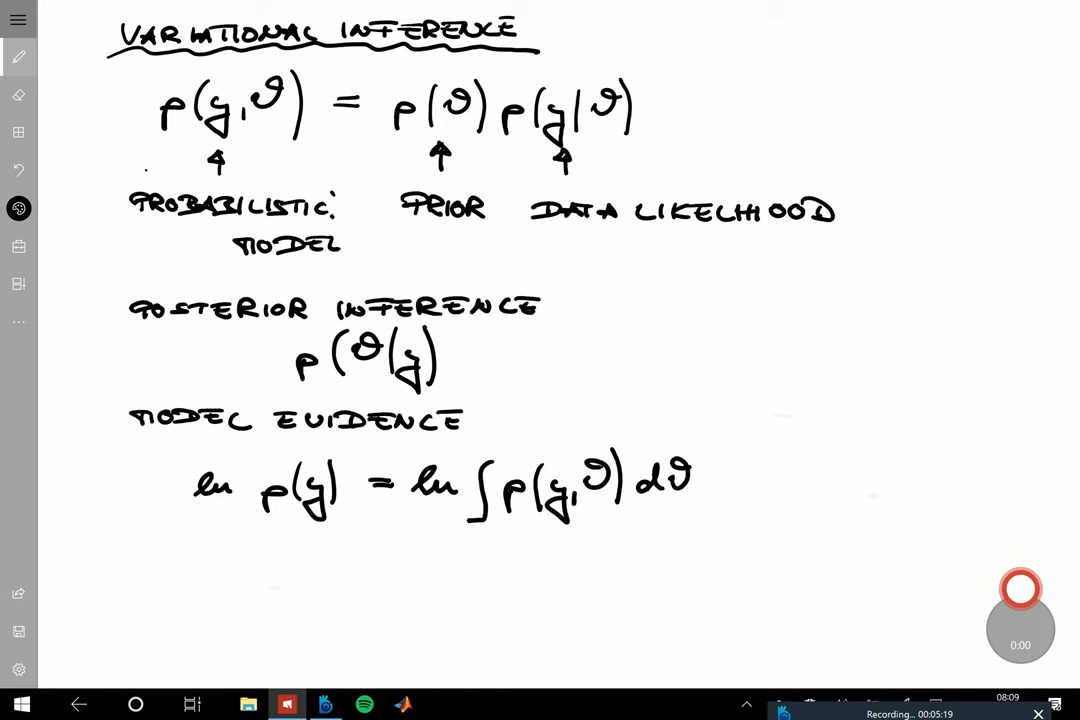 VARIATIONAL INFERENCE
p(y,ϑ) = p(ϑ) p(y|ϑ)
PROBABILISTIC PRIOR DATA LIKELIHOOD
MODEL
POSTERIOR INFERENCE
p(ϑ|y)
MODEL EVIDENCE
ln p(y) = ln ∫ p(y,ϑ) dϑ
0:00
08:09
Recording... 00:05:19